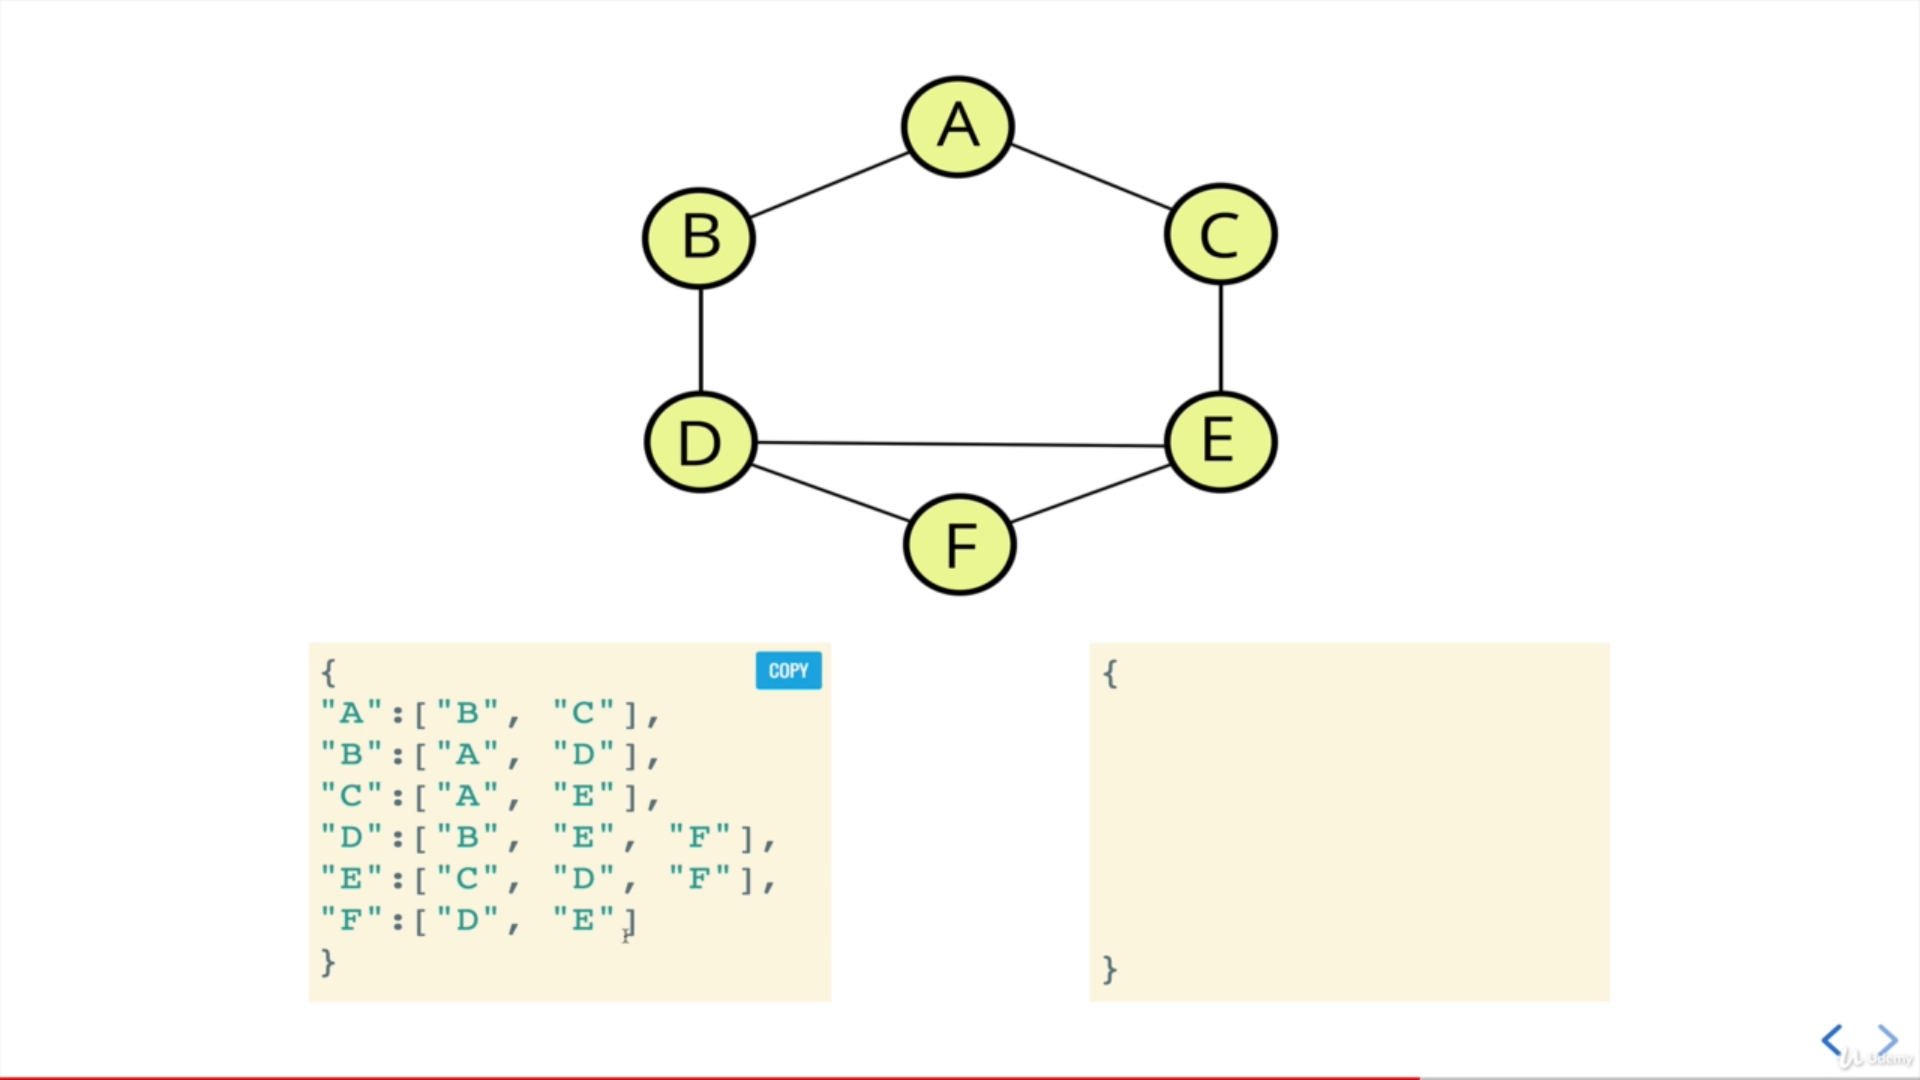 A
B
C
D
E
F
{
COPY
"A":["B", "C"],
"B":["A", "D"],
"C":["A", "E"],
"D":["B", "E", "F"],
"E":["C", "D", "F"],
"F":["D", "E"]
}
{
}
Udemy